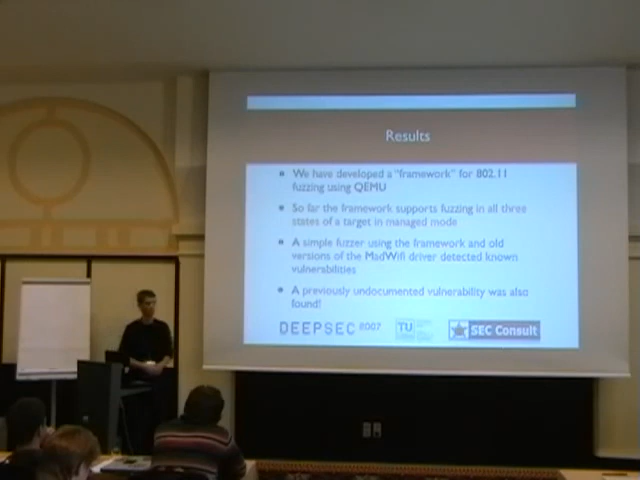 Results
We have developed a "framework" for 802.11
fuzzing using QEMU
So far the framework supports fuzzing in all three
states of a target in managed mode
A simple fuzzer using the framework and old
versions of the MadWifi driver detected known
vulnerabilities
A previously undocumented vulnerability was also
found!
DEEPSEC 2007
TU
SEC Consult